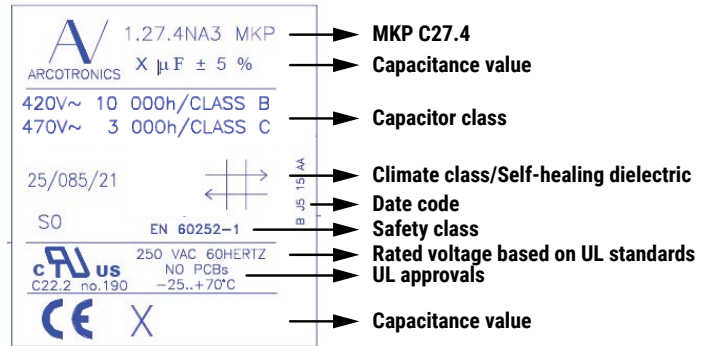 1.27.4NA3 MKP
MKP C27.4
ARCOTRONICS
X µF ± 5 %
Capacitance value
420V~ 10 000h/CLASS B
470V~ 3 000h/CLASS C
Capacitor class
25/085/21
Climate class/Self-healing dielectric
B J5 15 AA
Date code
S0
EN 60252-1
Safety class
250 VAC 60HERTZ
Rated voltage based on UL standards
c RU US
NO PCBs
UL approvals
C22.2 no.190
-25..+70°C
CE X
Capacitance value